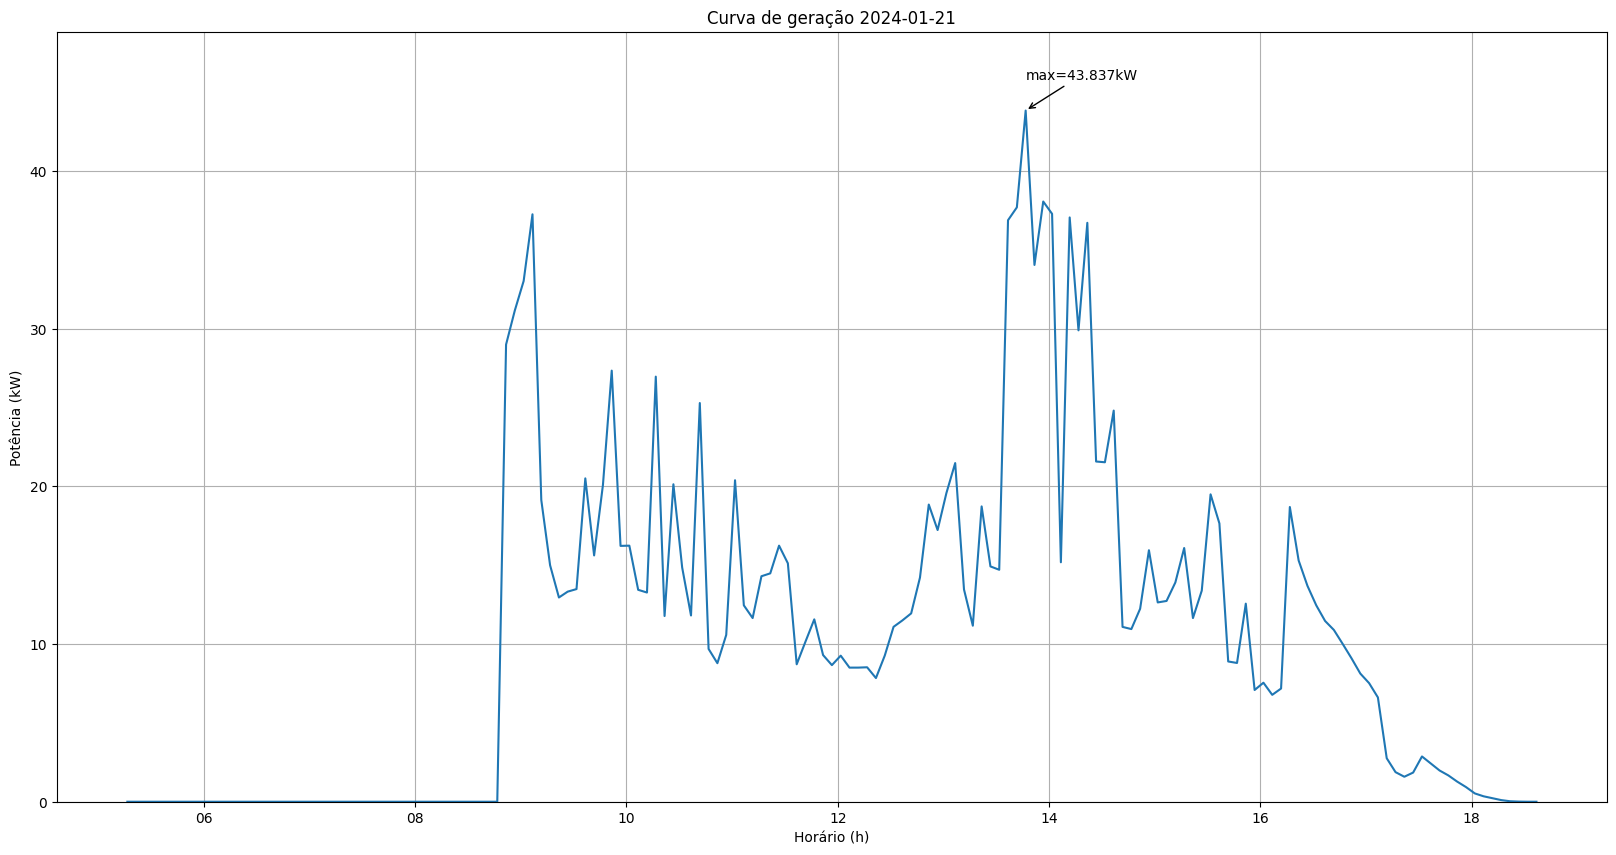 Curva de geração 2024-01-21
max=43.837kW
40
30
20
10
0
Potência (kW)
06 08 10 12 14 16 18
Horário (h)